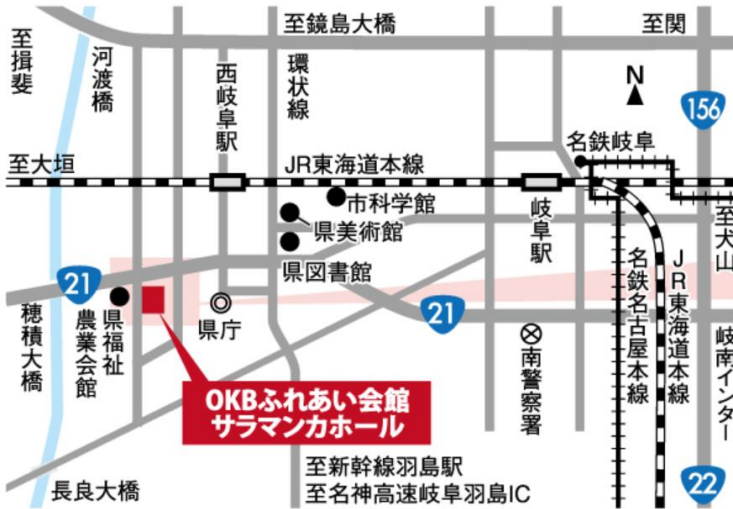 至鏡島大橋
至関
至揖斐
河渡橋
西岐阜駅
環状線
N
156
名鉄岐阜
至大垣
JR東海道本線
市科学館
県美術館
県図書館
岐阜駅
至犬山
21
穂積大橋
県福祉
農業会館
県庁
21
南警察署
名鉄名古屋本線
JR東海道本線
岐南インター
OKBふれあい会館
サラマンカホール
長良大橋
至新幹線羽島駅
至名神高速岐阜羽島IC
22